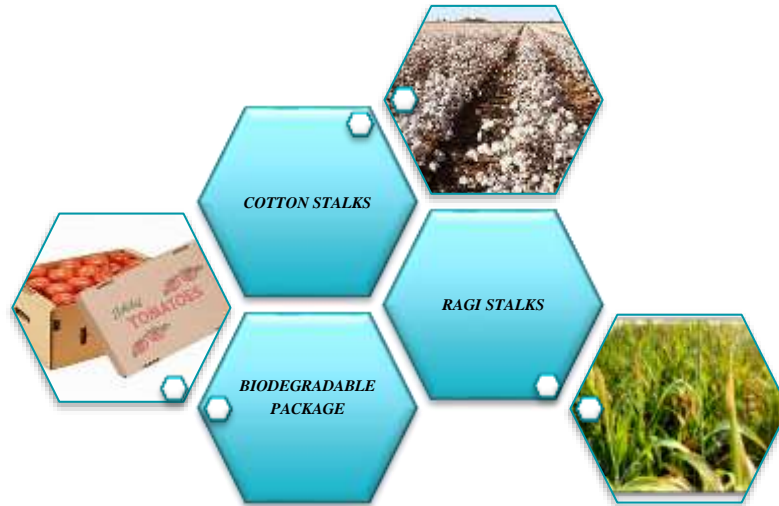 COTTON STALKS
RAGI STALKS
TOMATOES
BIODEGRADABLE
PACKAGE